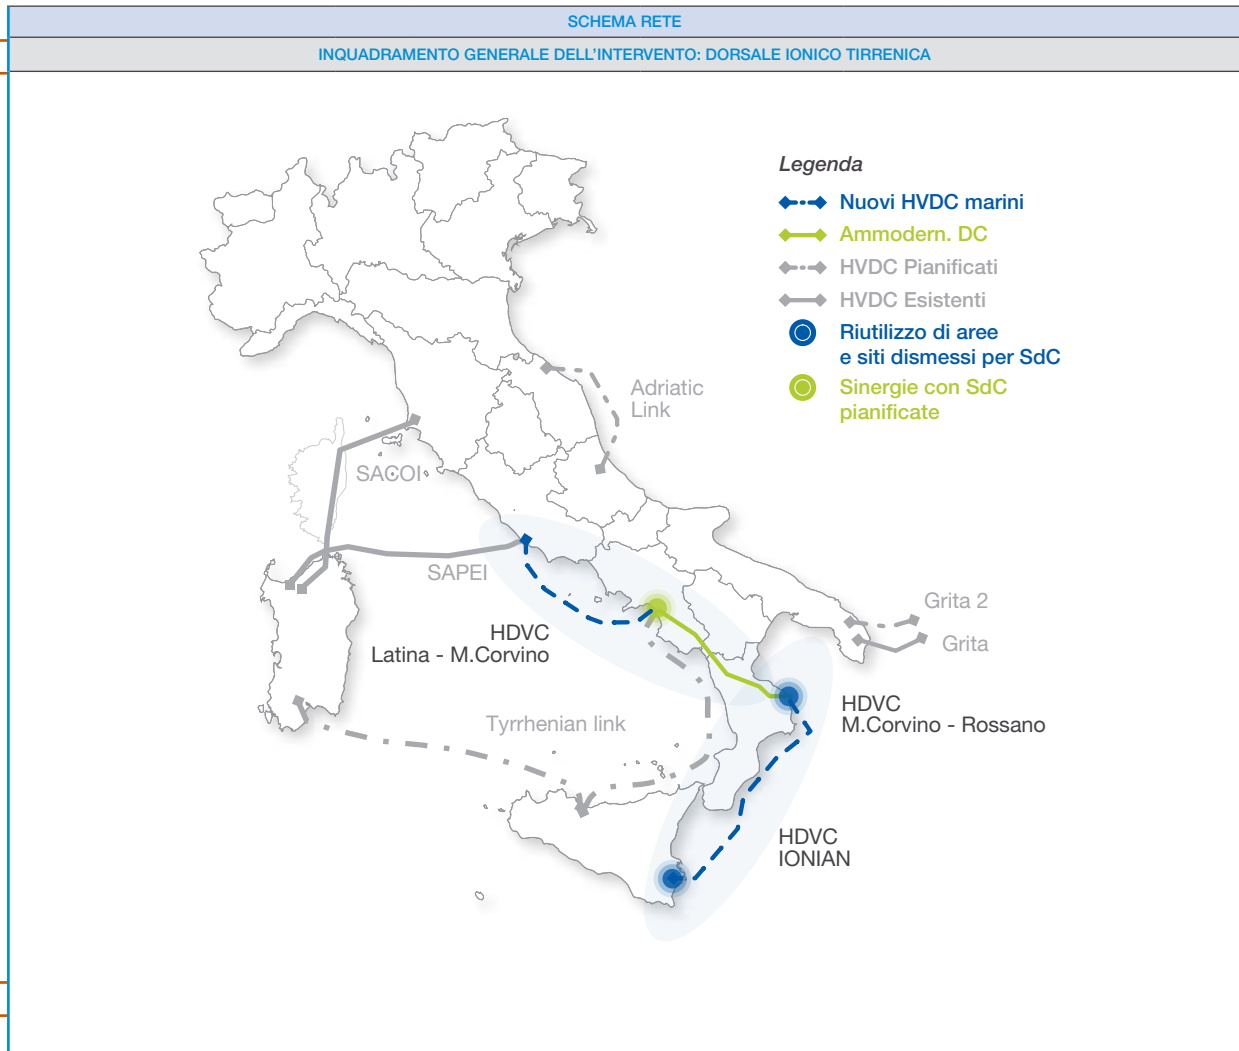 SCHEMA RETE
INQUADRAMENTO GENERALE DELL'INTERVENTO: DORSALE IONICO TIRRENICA
Legenda
Nuovi HVDC marini
Ammodern. DC
HVDC Pianificati
HVDC Esistenti
Riutilizzo di aree
e siti dismessi per SdC
Sinergie con SdC
pianificate
Adriatic
Link
SACOI
SAPEI
HDVC
Latina - M.Corvino
Grita 2
Grita
HDVC
M.Corvino - Rossano
Tyrrhenian link
HDVC
IONIAN